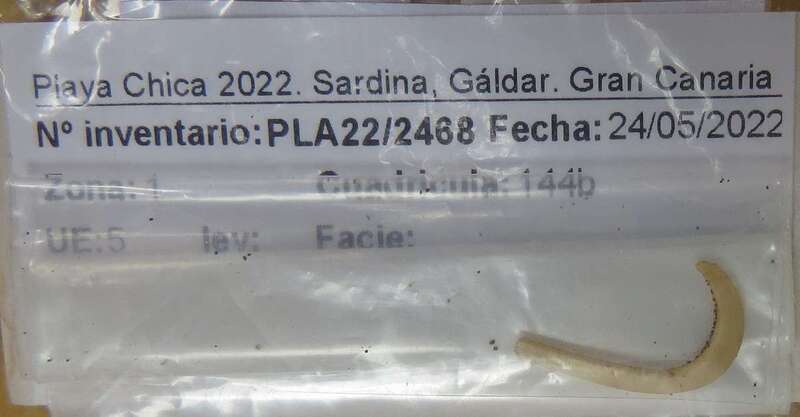 Playa Chica 2022. Sardina, Gáldar. Gran Canaria
Nº inventario: PLA22/2468 Fecha: 24/05/2022
Zona: 1 Cuadrícula: 144b
UE: 5 lev: Facie: